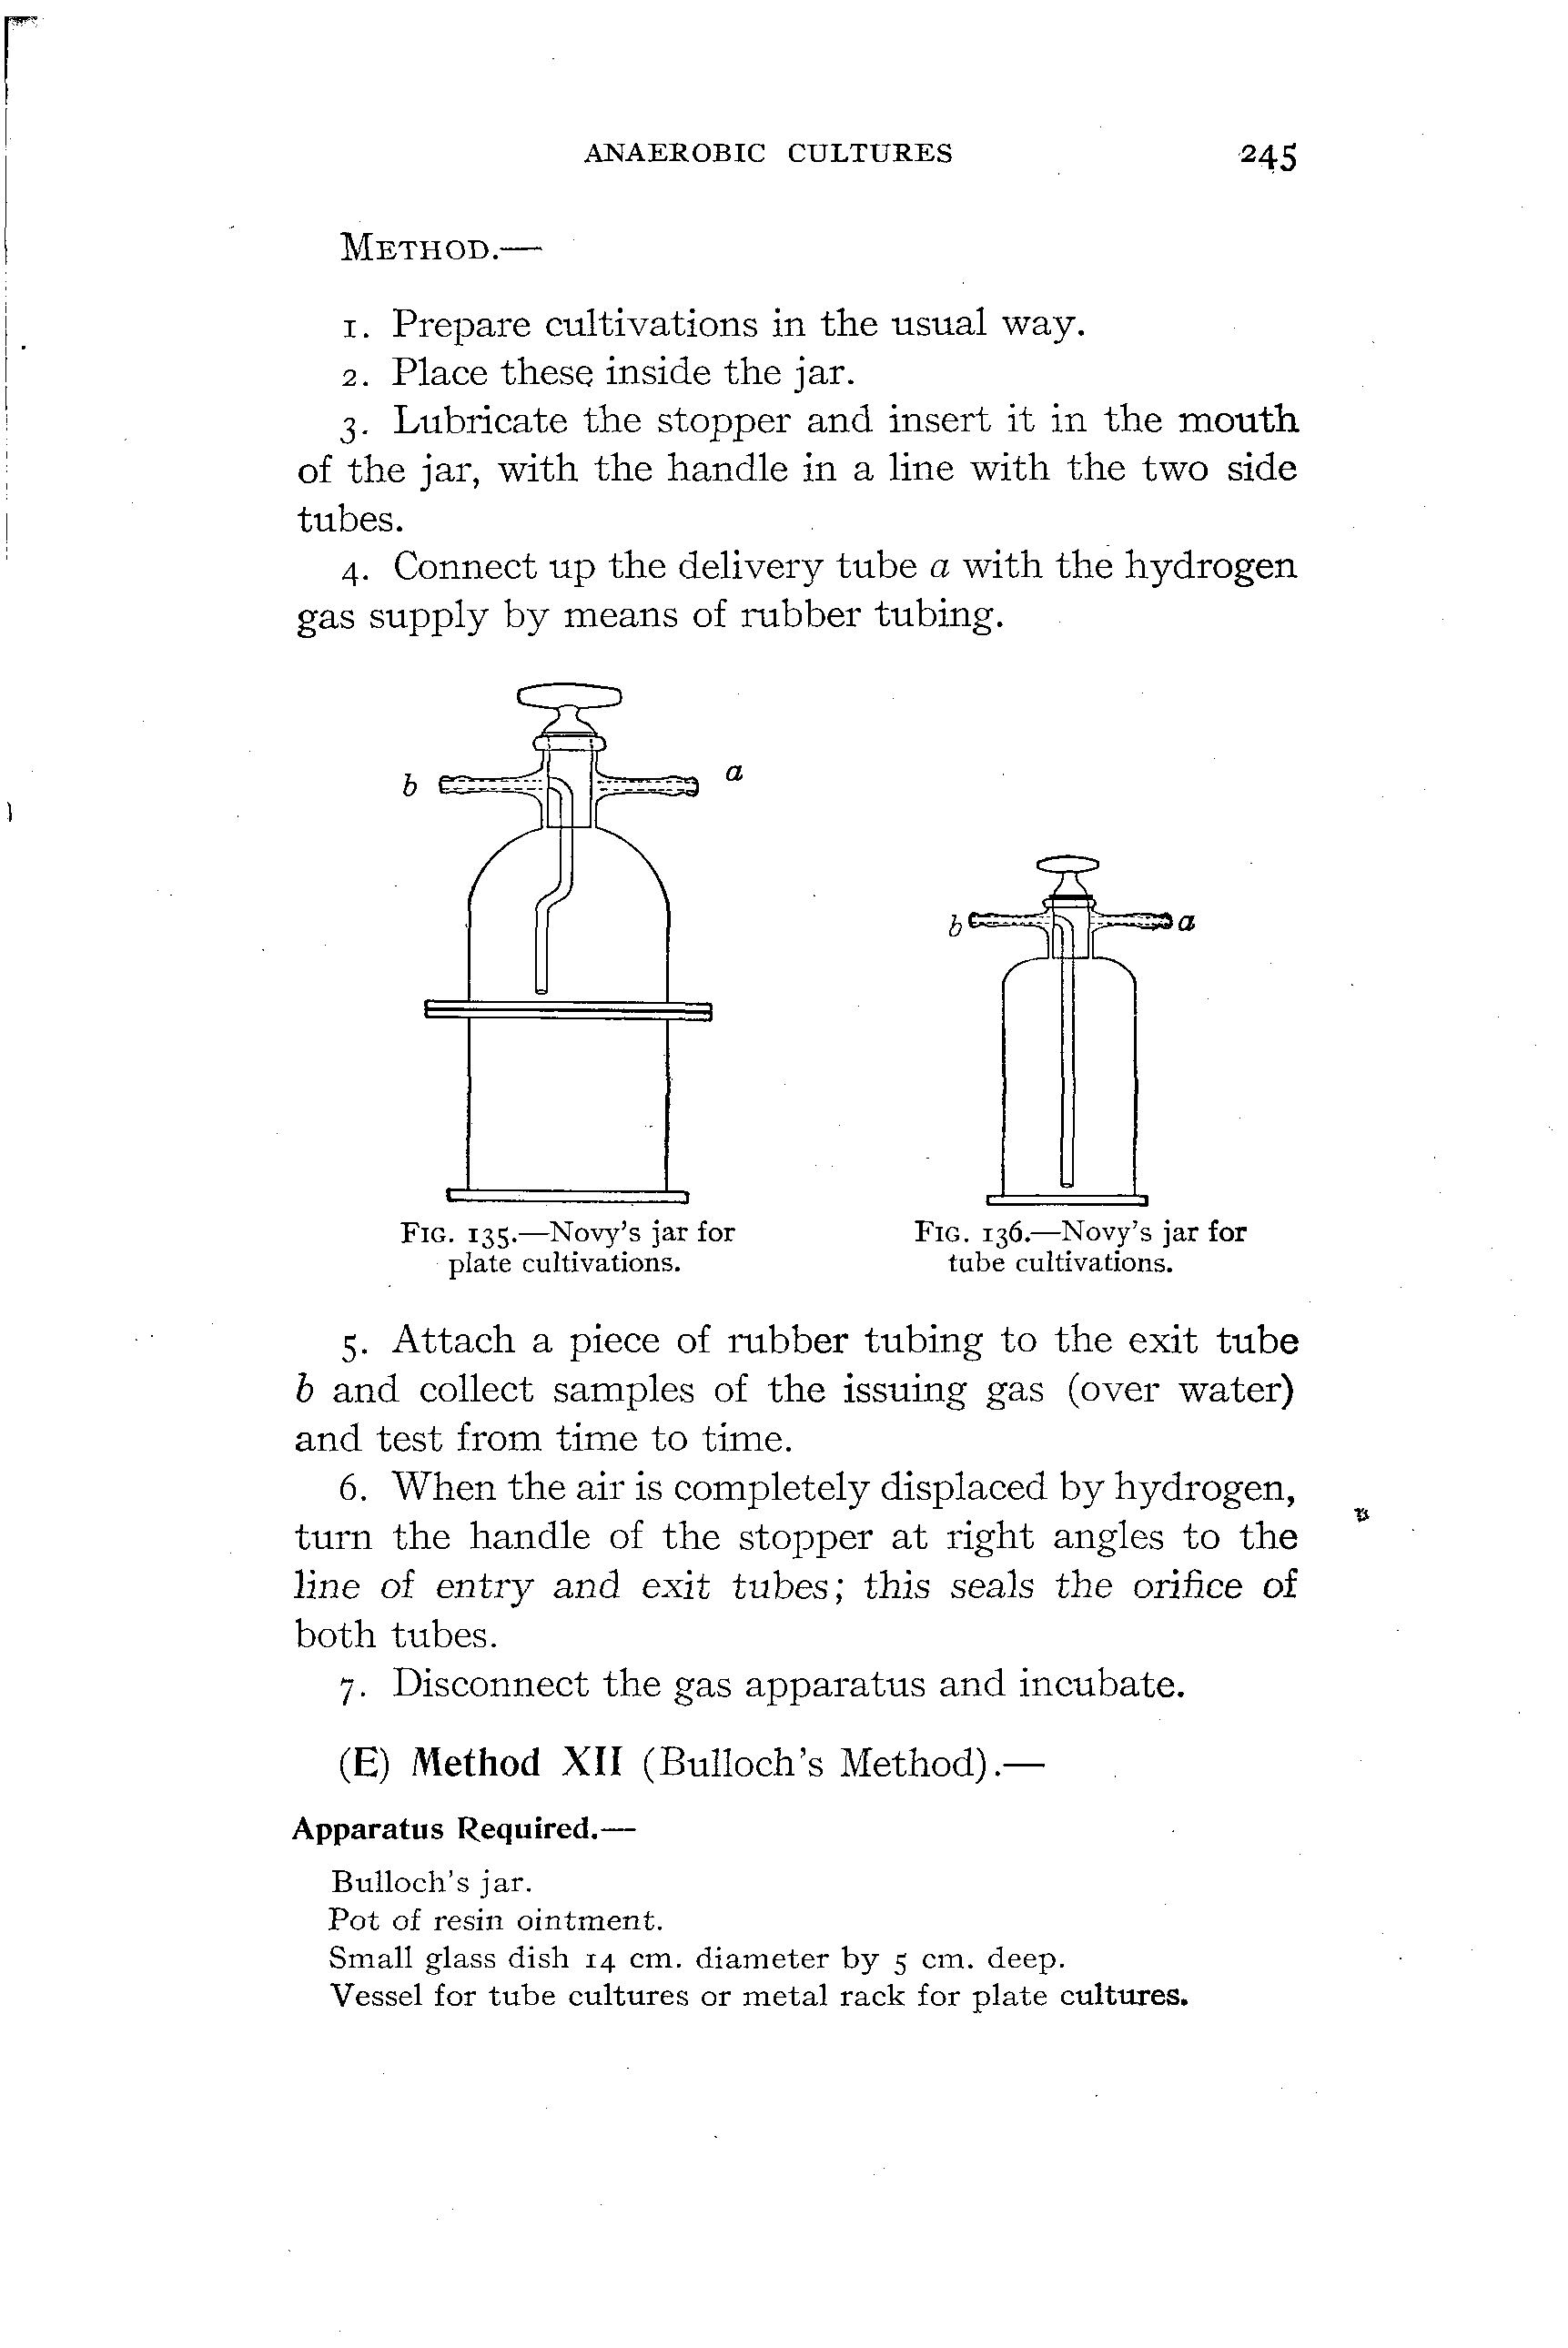 ANAEROBIC CULTURES 245
METHOD.—
1. Prepare cultivations in the usual way.
2. Place these inside the jar.
3. Lubricate the stopper and insert it in the mouth
of the jar, with the handle in a line with the two side
tubes.
4. Connect up the delivery tube a with the hydrogen
gas supply by means of rubber tubing.
b a
b a
FIG. 135.—Novy's jar for
plate cultivations.
FIG. 136.—Novy's jar for
tube cultivations.
5. Attach a piece of rubber tubing to the exit tube
b and collect samples of the issuing gas (over water)
and test from time to time.
6. When the air is completely displaced by hydrogen,
turn the handle of the stopper at right angles to the
line of entry and exit tubes; this seals the orifice of
both tubes.
7. Disconnect the gas apparatus and incubate.
(E) Method XII (Bulloch's Method).—
Apparatus Required.—
Bulloch's jar.
Pot of resin ointment.
Small glass dish 14 cm. diameter by 5 cm. deep.
Vessel for tube cultures or metal rack for plate cultures.